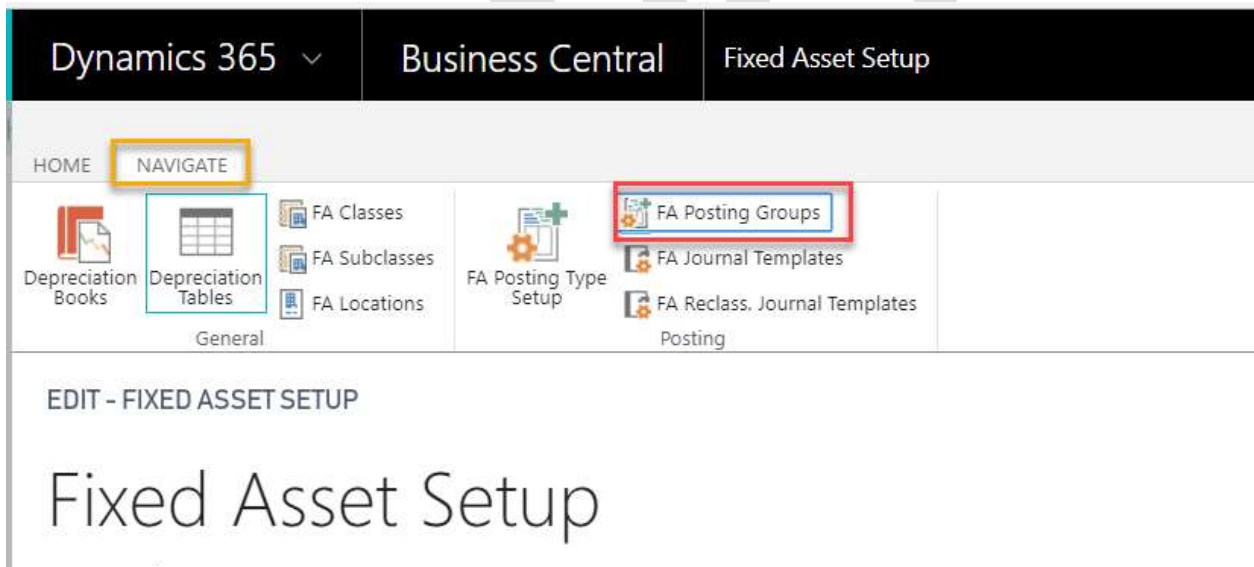 Dynamics 365 Business Central Fixed Asset Setup
HOME NAVIGATE
Depreciation Books
Depreciation Tables
FA Classes
FA Subclasses
FA Locations
General
FA Posting Type Setup
FA Posting Groups
FA Journal Templates
FA Reclass. Journal Templates
Posting
EDIT - FIXED ASSET SETUP
Fixed Asset Setup